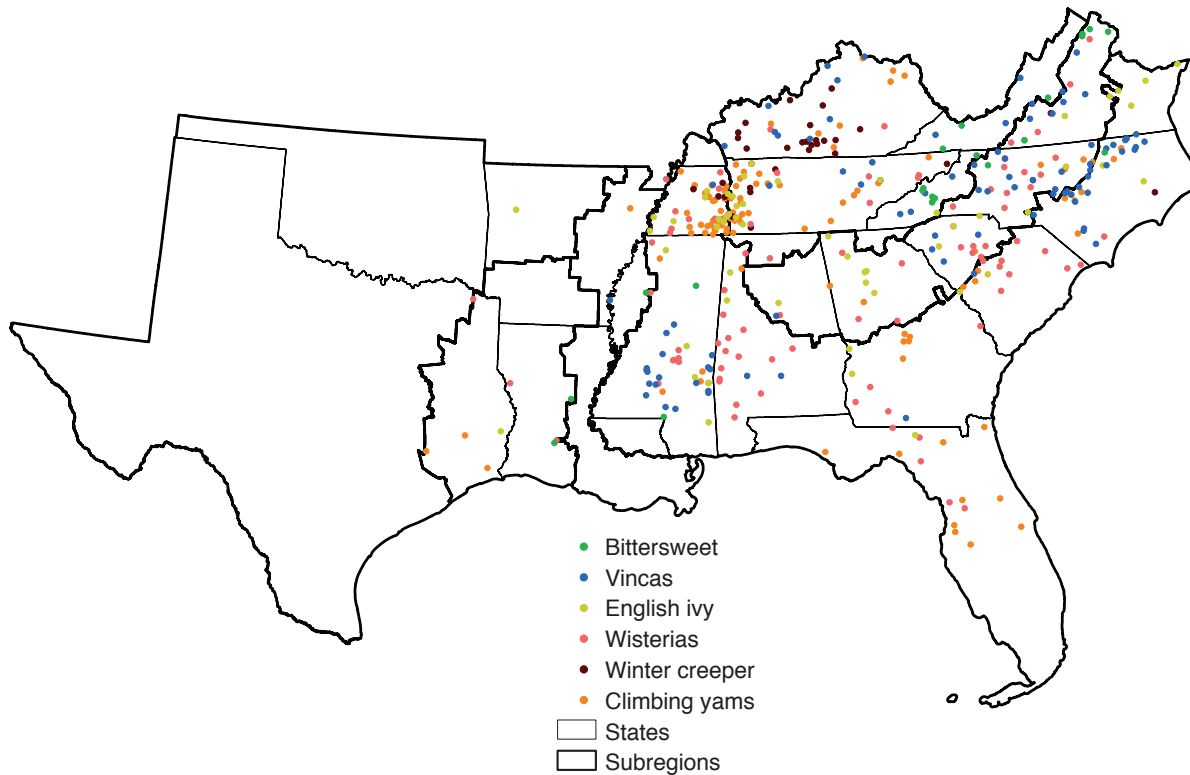 Bittersweet
Vincas
English ivy
Wisterias
Winter creeper
Climbing yams
States
Subregions